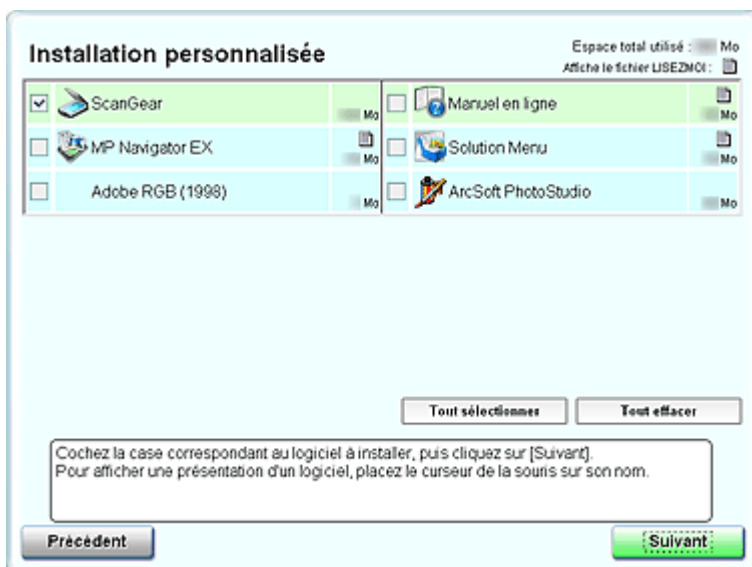 Installation personnalisée
Espace total utilisé : Mo
Affiche le fichier LISEZMOI :
ScanGear
Mo
Manuel en ligne
Mo
MP Navigator EX
Mo
Solution Menu
Mo
Adobe RGB (1998)
Mo
ArcSoft PhotoStudio
Mo
Tout sélectionner
Tout effacer
Cochez la case correspondant au logiciel à installer, puis cliquez sur [Suivant].
Pour afficher une présentation d'un logiciel, placez le curseur de la souris sur son nom.
Précédent
Suivant